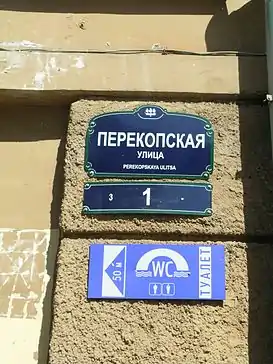 ПЕРЕКОПСКАЯ
УЛИЦА
PEREKOPSKAYA ULITSA
3 1 -
50 м
WC
ТУАЛЕТ